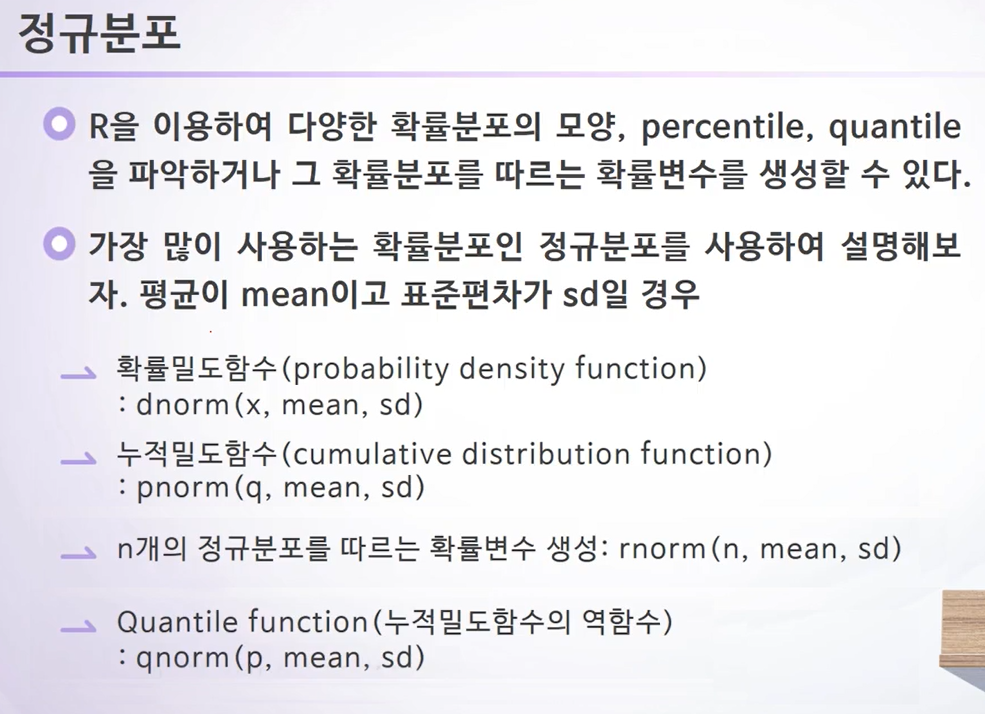 정규분포
R을 이용하여 다양한 확률분포의 모양, percentile, quantile
을 파악하거나 그 확률분포를 따르는 확률변수를 생성할 수 있다.
가장 많이 사용하는 확률분포인 정규분포를 사용하여 설명해보
자. 평균이 mean이고 표준편차가 sd일 경우
확률밀도함수(probability density function)
: dnorm(x, mean, sd)
누적밀도함수(cumulative distribution function)
: pnorm(q, mean, sd)
n개의 정규분포를 따르는 확률변수 생성: rnorm(n, mean, sd)
Quantile function(누적밀도함수의 역함수)
: qnorm(p, mean, sd)